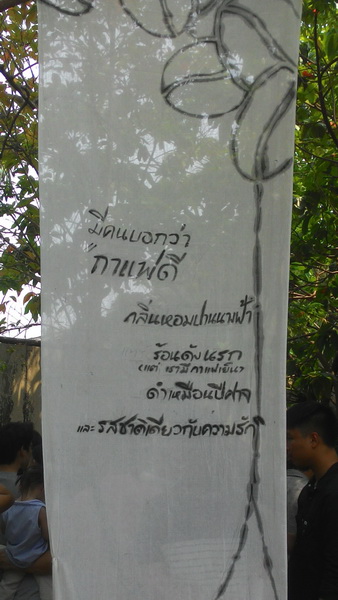 มีคนบอกว่า
"กาแฟดี
กลิ่นหอมปานนางฟ้า
ร้อนดังนรก
(แต่ เรามีกาแฟเย็น)
ดำเหมือนปีศาจ
และ รสชาตเดียวกับความรัก"